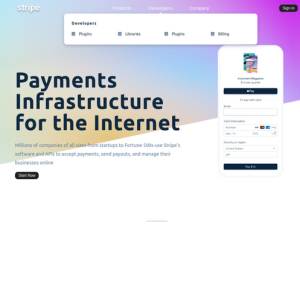 stripe
Products Developers Company
Sign in
Developers
Plugins Libraries Plugins Billing
Payments
Infrastructure
for the Internet
Millions of companies of all sizes from startups to Fortune 500s use Stripe's
software and APIs to accept payments, send payouts, and manage their
businesses online
Start Now
Pay
Or pay with card
Email
Card information
Country or region
United States